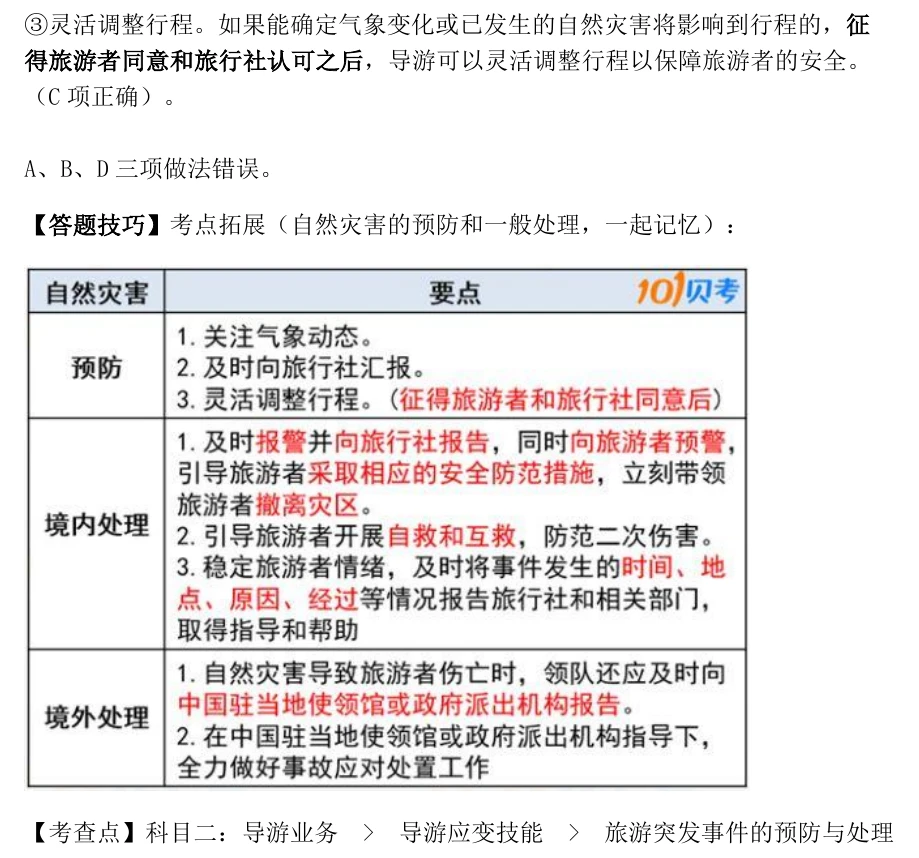 ③灵活调整行程。如果能确定气象变化或已发生的自然灾害将影响到行程的，征
得旅游者同意和旅行社认可之后，导游可以灵活调整行程以保障旅游者的安全。
（C 项正确）。
A、B、D 三项做法错误。
【答题技巧】考点拓展（自然灾害的预防和一般处理，一起记忆）：
自然灾害 要点 101贝考
预防
1. 关注气象动态。
2. 及时向旅行社汇报。
3. 灵活调整行程。(征得旅游者和旅行社同意后)
境内处理
1. 及时报警并向旅行社报告，同时向旅游者预警，
引导旅游者采取相应的安全防范措施，立刻带领
旅游者撤离灾区。
2. 引导旅游者开展自救和互救，防范二次伤害。
3. 稳定旅游者情绪，及时将事件发生的时间、地
点、原因、经过等情况报告旅行社和相关部门，
取得指导和帮助
境外处理
1. 自然灾害导致旅游者伤亡时，领队还应及时向
中国驻当地使领馆或政府派出机构报告。
2. 在中国驻当地使领馆或政府派出机构指导下，
全力做好事故应对处置工作
【考查点】科目二：导游业务 > 导游应变技能 > 旅游突发事件的预防与处理